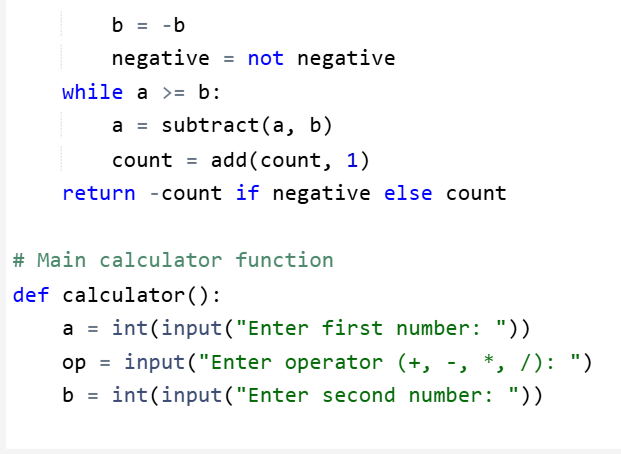 b = -b
        negative = not negative
    while a >= b:
        a = subtract(a, b)
        count = add(count, 1)
    return -count if negative else count

# Main calculator function
def calculator():
    a = int(input("Enter first number: "))
    op = input("Enter operator (+, -, *, /): ")
    b = int(input("Enter second number: "))